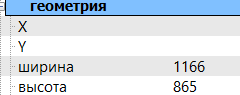 геометрия
X
Y
ширина 1166
высота 865